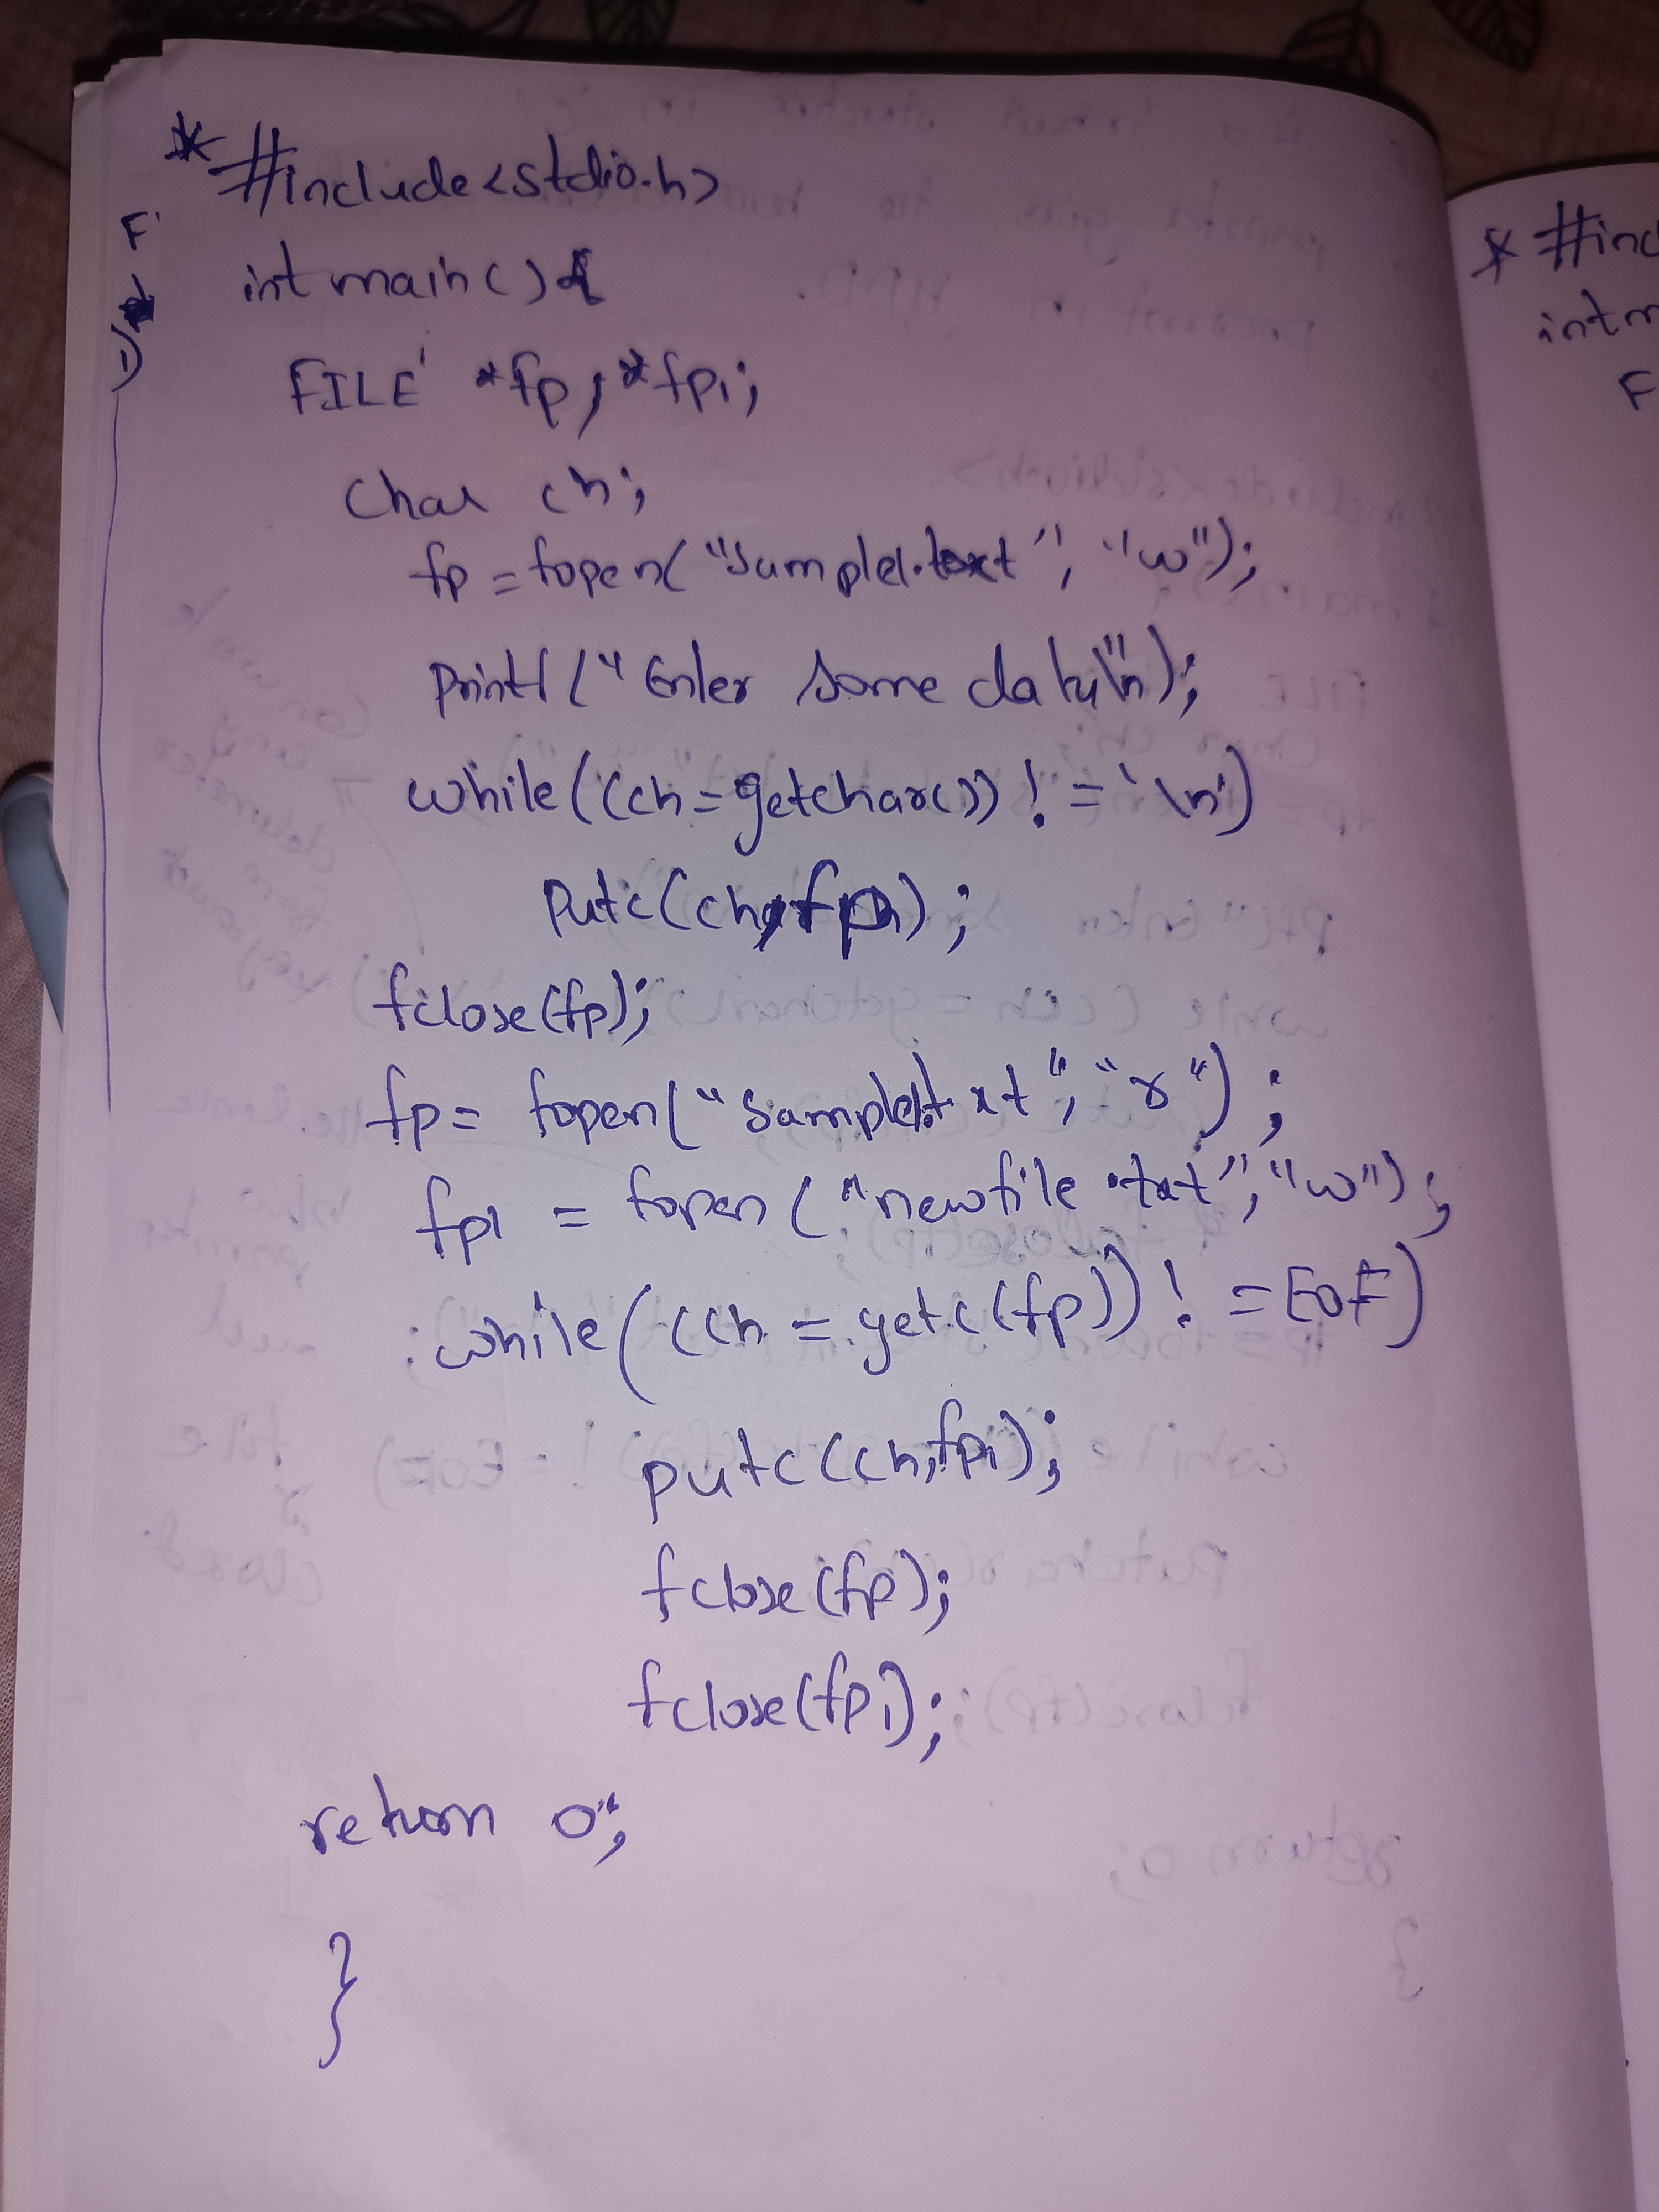 * #include<stdio.h>
F
int main() {
1)
FILE *fp, *fp1;
char ch;
fp = fopen("sample1.txt", "w");
printf("Enter some data\n");
while((ch=getchar()) != '\n')
putc(ch,fp);
fclose(fp);
fp = fopen("sample1.txt", "r");
fp1 = fopen("newfile.txt", "w");
while((ch = getc(fp)) != EOF)
putc(ch,fp1);
fclose(fp);
fclose(fp1);
return 0;
}
* #inc
int m
F